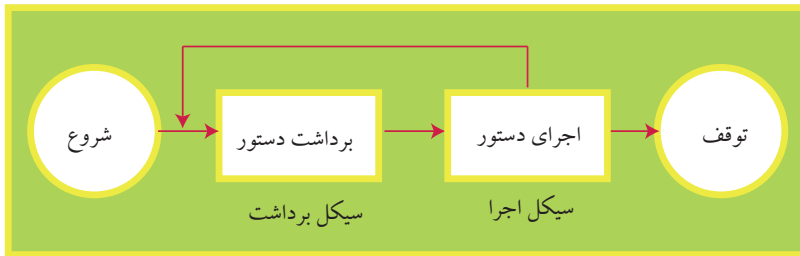 شروع
برداشت دستور
اجرای دستور
توقف
سیکل برداشت
سیکل اجرا